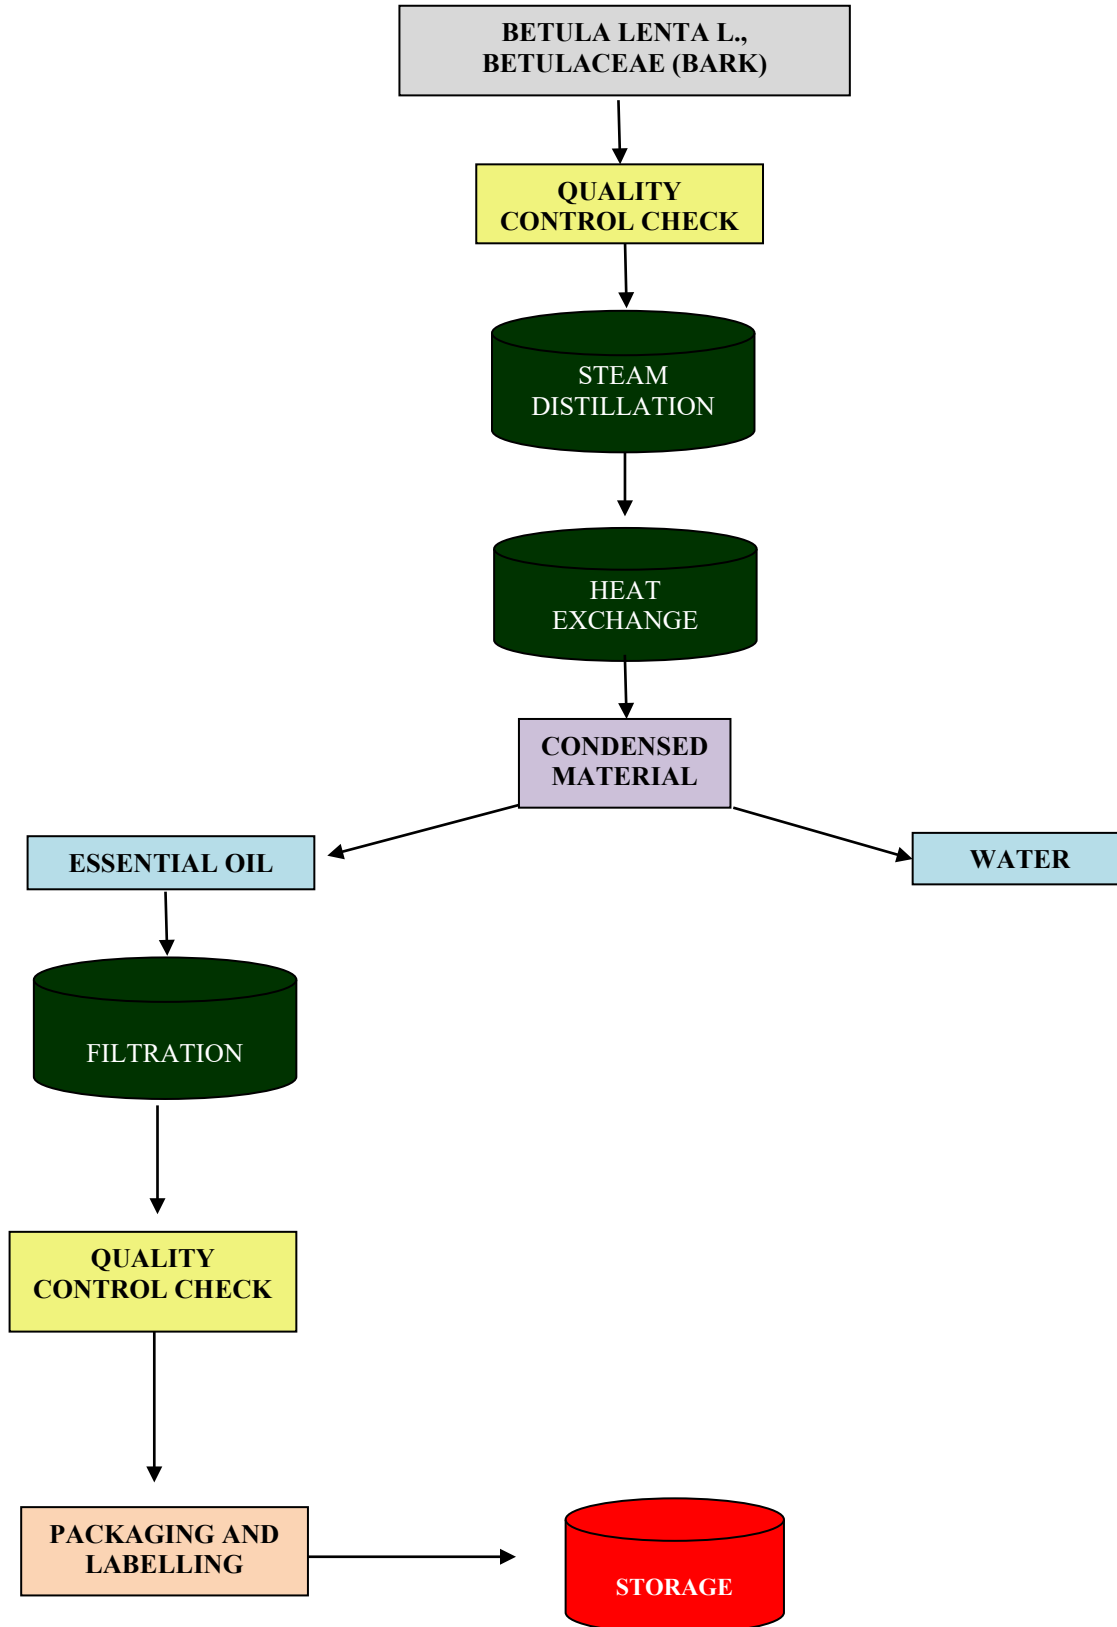 BETULA LENTA L.,
BETULACEAE (BARK)
QUALITY
CONTROL CHECK
STEAM
DISTILLATION
HEAT
EXCHANGE
CONDENSED
MATERIAL
ESSENTIAL OIL
WATER
FILTRATION
QUALITY
CONTROL CHECK
PACKAGING AND
LABELLING
STORAGE